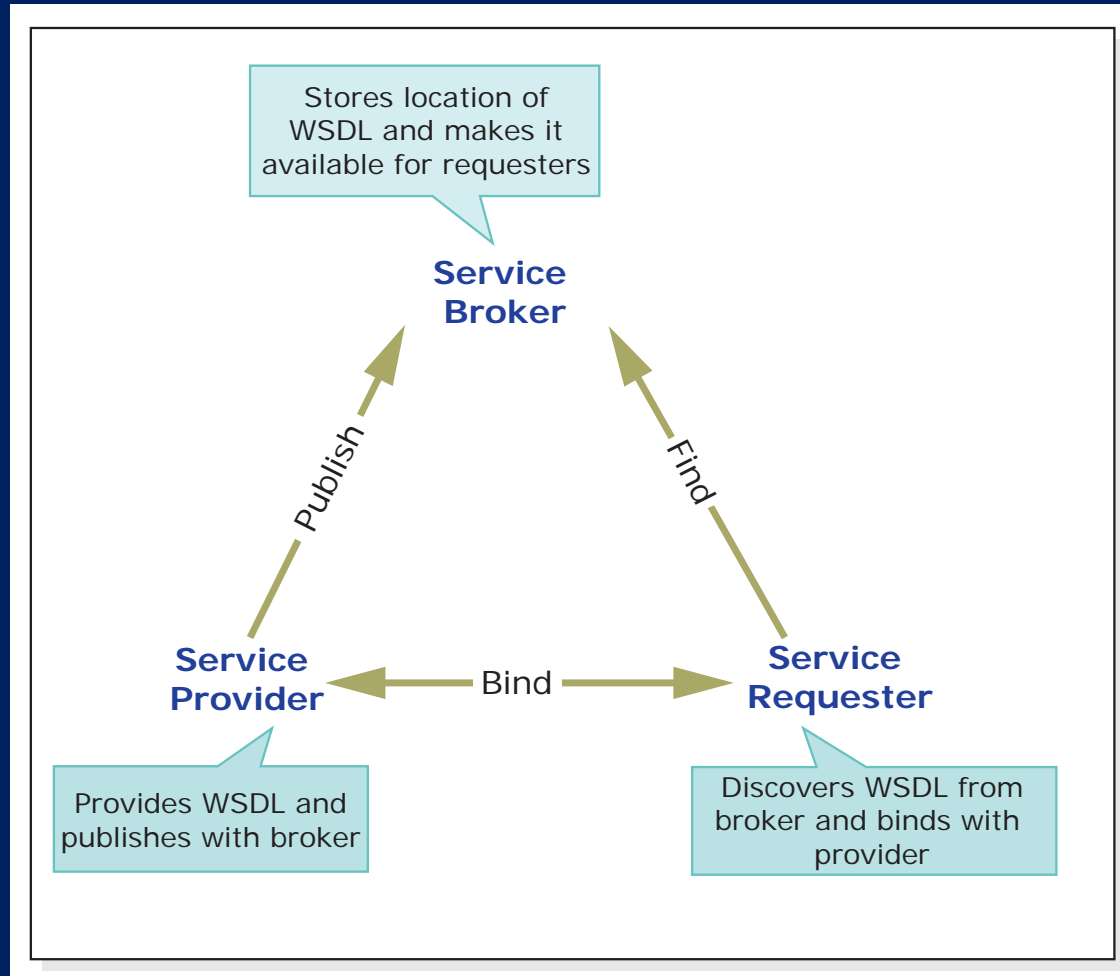 Stores location of
WSDL and makes it
available for requesters
Service
Broker
Publish
Find
Service
Provider
Bind
Service
Requester
Provides WSDL and
publishes with broker
Discovers WSDL from
broker and binds with
provider